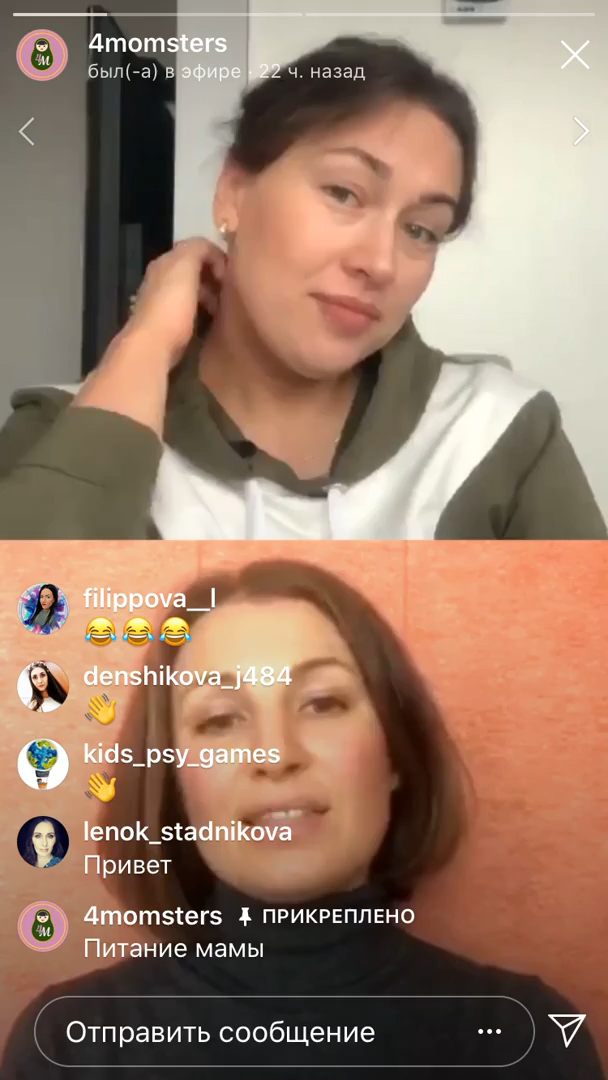 4momsters
был(-а) в эфире · 22 ч. назад
filippova__l
😂😂😂
denshikova_j484
👋
kids_psy_games
👋
lenok_stadnikova
Привет
4momsters 📌 ПРИКРЕПЛЕНО
Питание мамы
Отправить сообщение